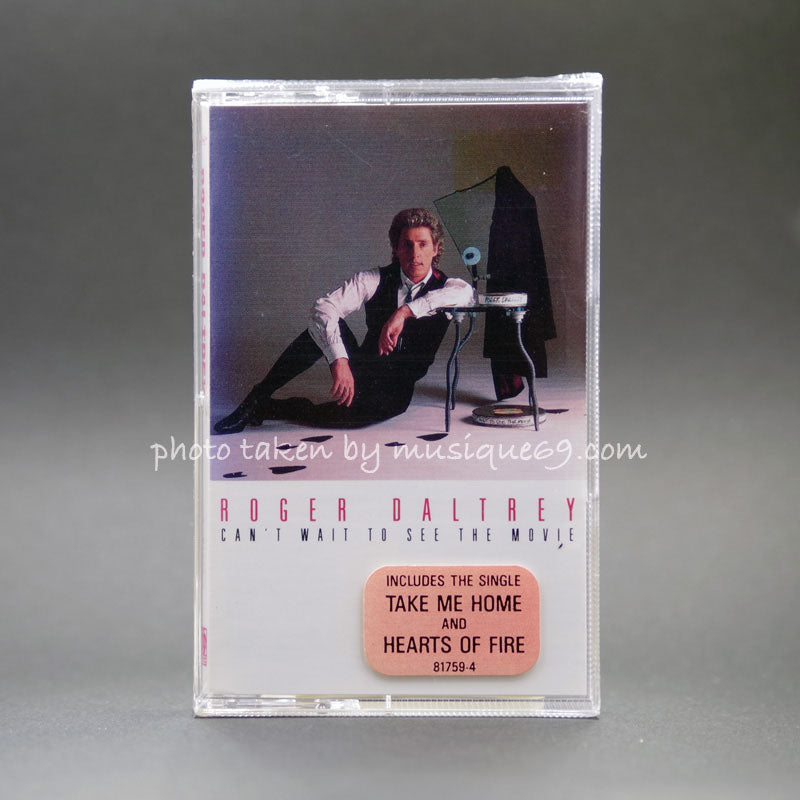 photo taken by musique69.com
ROGER DALTREY
CAN'T WAIT TO SEE THE MOVIE
INCLUDES THE SINGLE
TAKE ME HOME
AND
HEARTS OF FIRE
81759-4